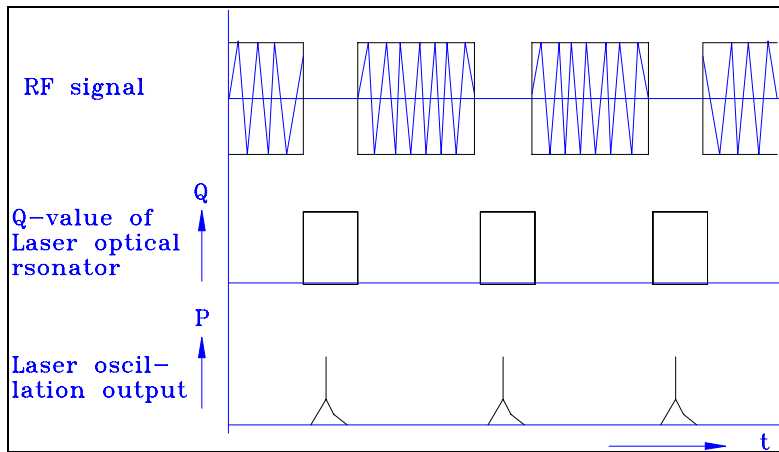 RF signal
Q
Q-value of
Laser optical
rsonator
P
Laser oscil-
lation output
t